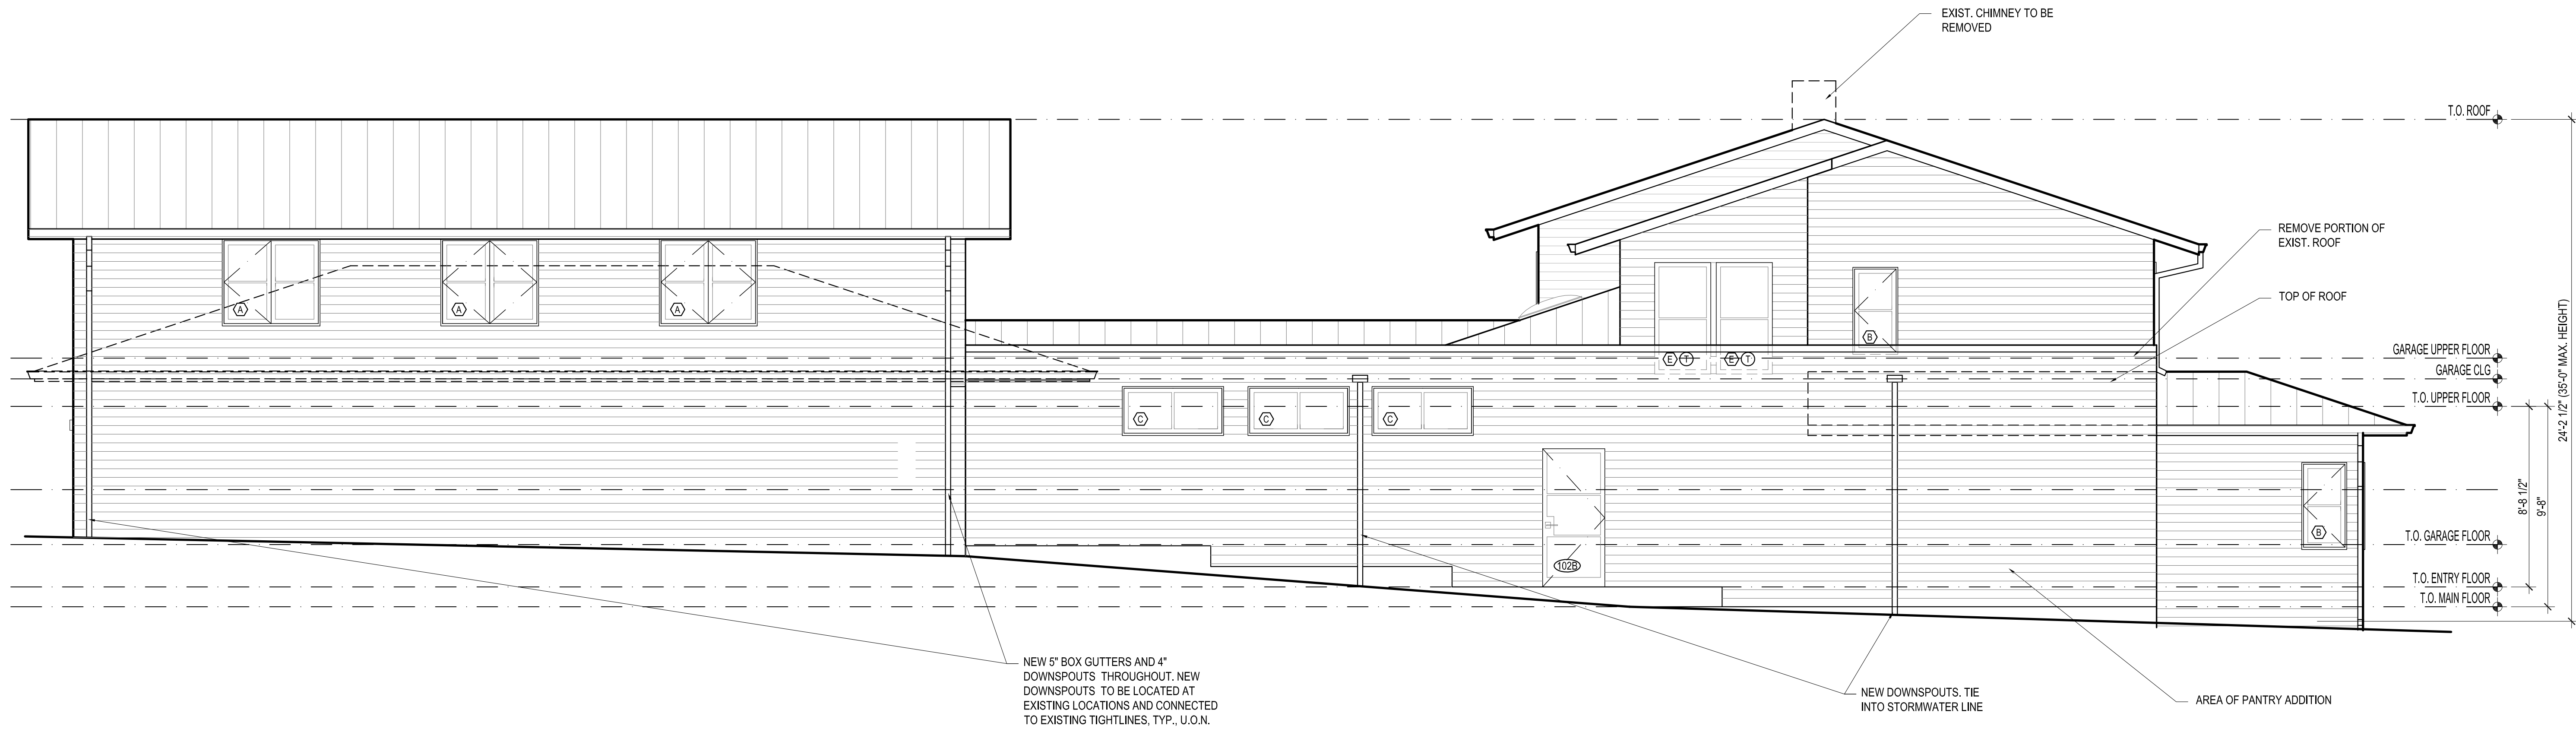 EXIST. CHIMNEY TO BE
REMOVED
T.O. ROOF
REMOVE PORTION OF
EXIST. ROOF
TOP OF ROOF
24'-2 1/2" (35'-0" MAX. HEIGHT)
A
A
A
E T
E T
B
GARAGE UPPER FLOOR
GARAGE CLG
T.O. UPPER FLOOR
C
C
C
8'-8 1/2"
9'-8"
B
T.O. GARAGE FLOOR
102B
T.O. ENTRY FLOOR
T.O. MAIN FLOOR
NEW 5" BOX GUTTERS AND 4"
DOWNSPOUTS THROUGHOUT. NEW
DOWNSPOUTS TO BE LOCATED AT
EXISTING LOCATIONS AND CONNECTED
TO EXISTING TIGHTLINES, TYP., U.O.N.
NEW DOWNSPOUTS. TIE
INTO STORMWATER LINE
AREA OF PANTRY ADDITION